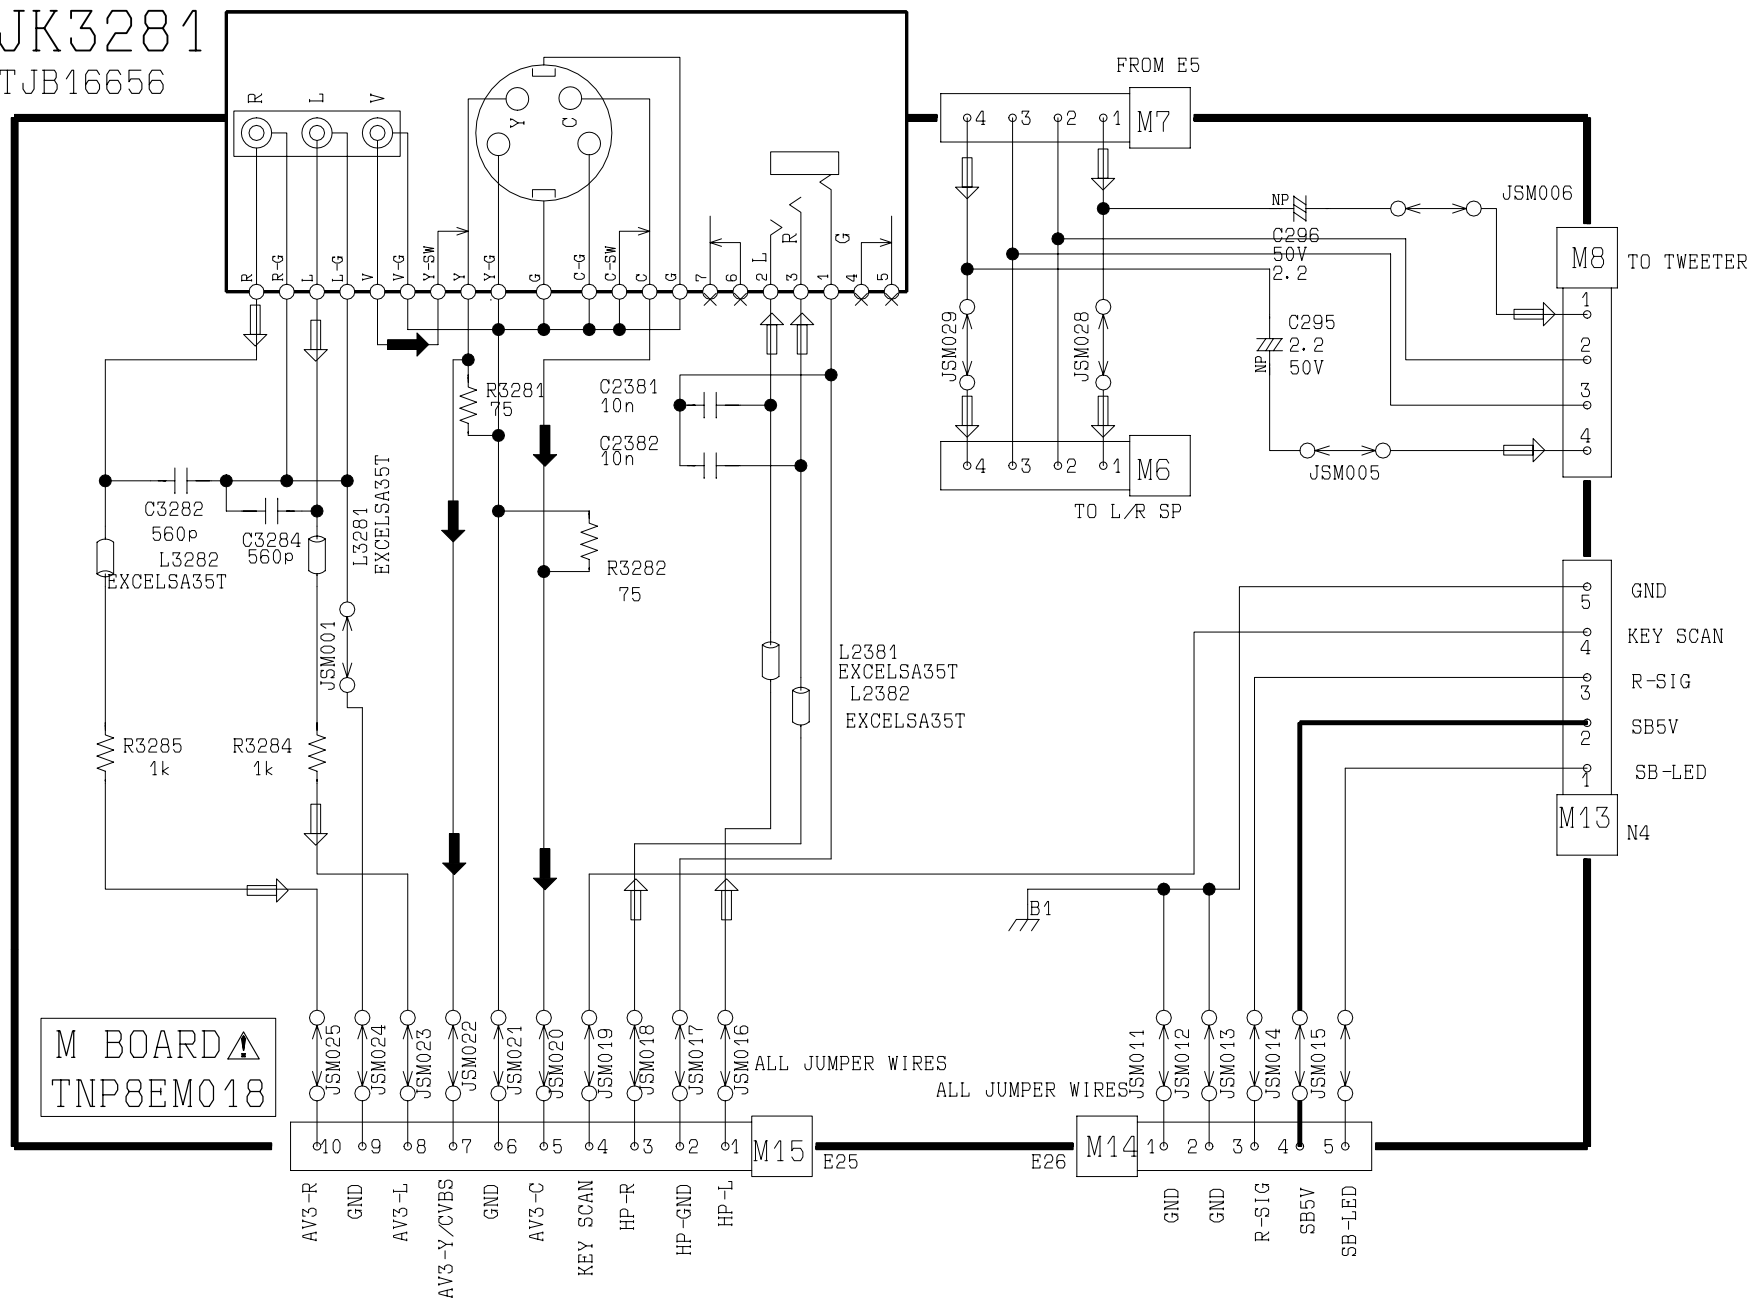 JK3281
TJB16656
R
L
V
Y
C
R
R-G
L
L-G
V
V-G
Y-SW
Y
Y-G
G
C-G
C-SW
C
G
7
6
2
L
3
R
1
G
4
5
FROM E5
4
3
2
1
M7
JSM006
NP
C296
50V
2.2
M8
TO TWEETER
1
2
3
4
C295
2.2
50V
NP
JSM005
JSM029
JSM028
4
3
2
1
M6
TO L/R SP
R3281
75
C2381
10n
C2382
10n
C3282
560p
C3284
560p
L3282
EXCELSA35T
L3281
EXCELSA35T
R3282
75
JSM001
L2381
EXCELSA35T
L2382
EXCELSA35T
R3285
1k
R3284
1k
5
GND
4
KEY SCAN
3
R-SIG
2
SB5V
1
SB-LED
M13
N4
B1
M BOARD
TNP8EM018
JSM025
JSM024
JSM023
JSM022
JSM021
JSM020
JSM019
JSM018
JSM017
JSM016
ALL JUMPER WIRES
ALL JUMPER WIRES
JSM011
JSM012
JSM013
JSM014
JSM015
10
9
8
7
6
5
4
3
2
1
M15
E25
E26
M14
1
2
3
4
5
AV3-R
GND
AV3-L
AV3-Y/CVBS
GND
AV3-C
KEY SCAN
HP-R
HP-GND
HP-L
GND
GND
R-SIG
SB5V
SB-LED